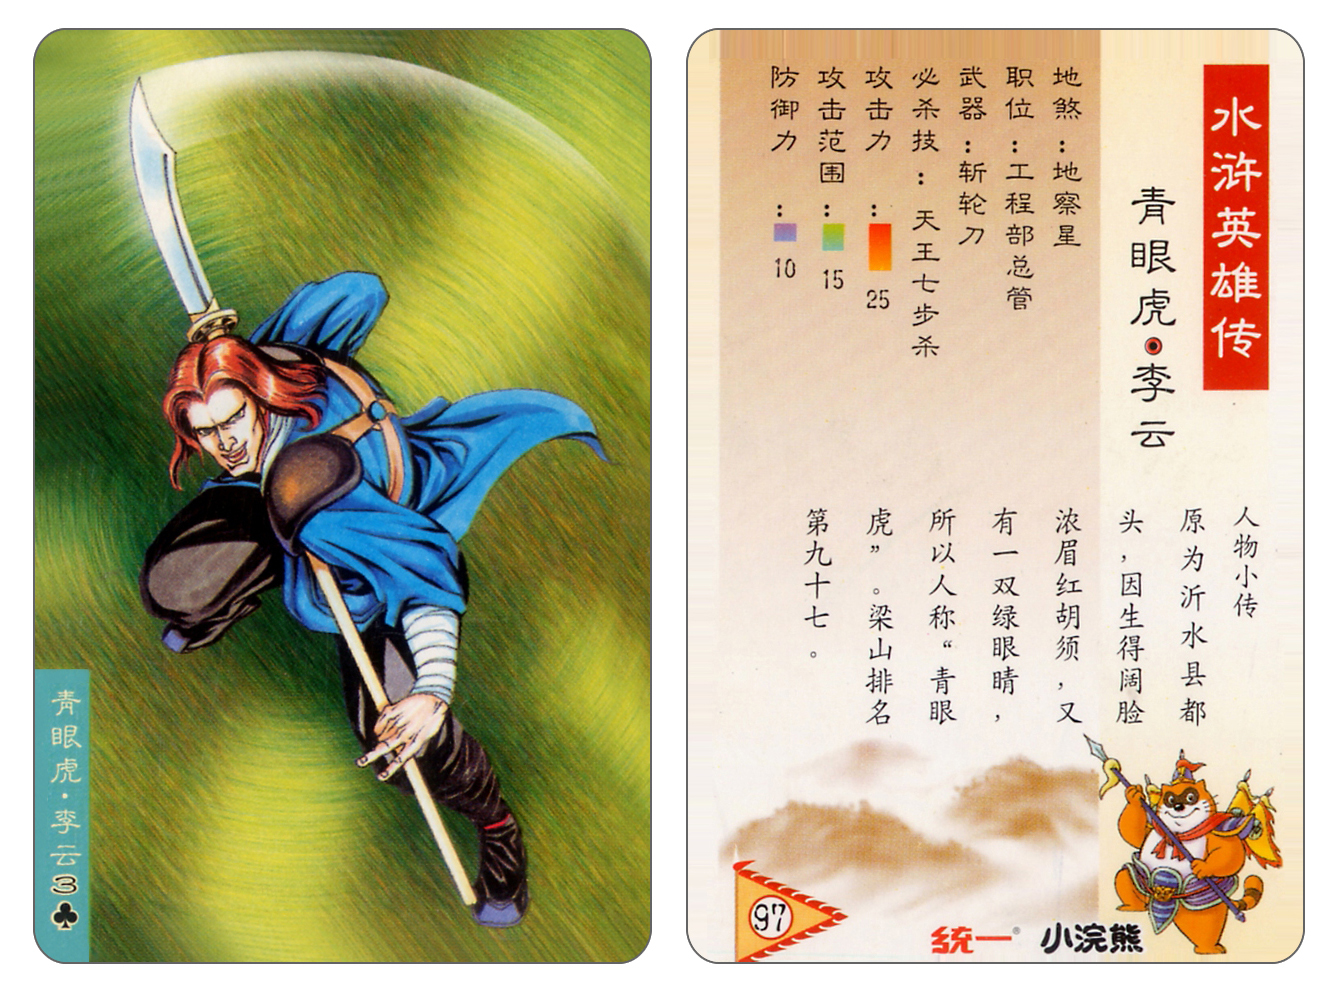 青眼虎·李云
3
水浒英雄传
青眼虎·李云
地煞：地察星
职位：工程部总管
武器：斩轮刀
必杀技：天王七步杀
攻击力：25
攻击范围：15
防御力：10
人物小传
原为沂水县都
头，因生得阔脸
浓眉红胡须，又
有一双绿眼睛，
所以人称“青眼
虎”。梁山排名
第九十七。
97
统一® 小浣熊